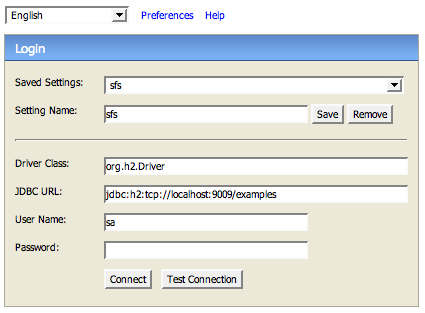 English Preferences Help
Login
Saved Settings: sfs
Setting Name: sfs Save Remove
Driver Class: org.h2.Driver
JDBC URL: jdbc:h2:tcp://localhost:9009/examples
User Name: sa
Password:
Connect Test Connection